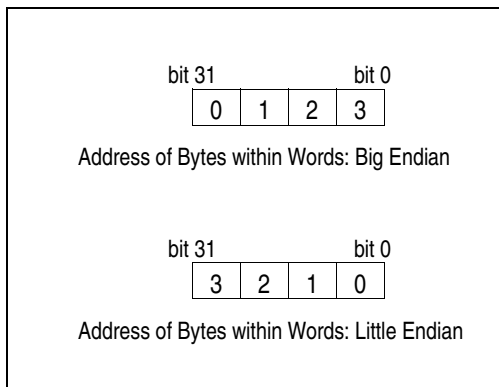 bit 31 bit 0
0 1 2 3
Address of Bytes within Words: Big Endian
bit 31 bit 0
3 2 1 0
Address of Bytes within Words: Little Endian